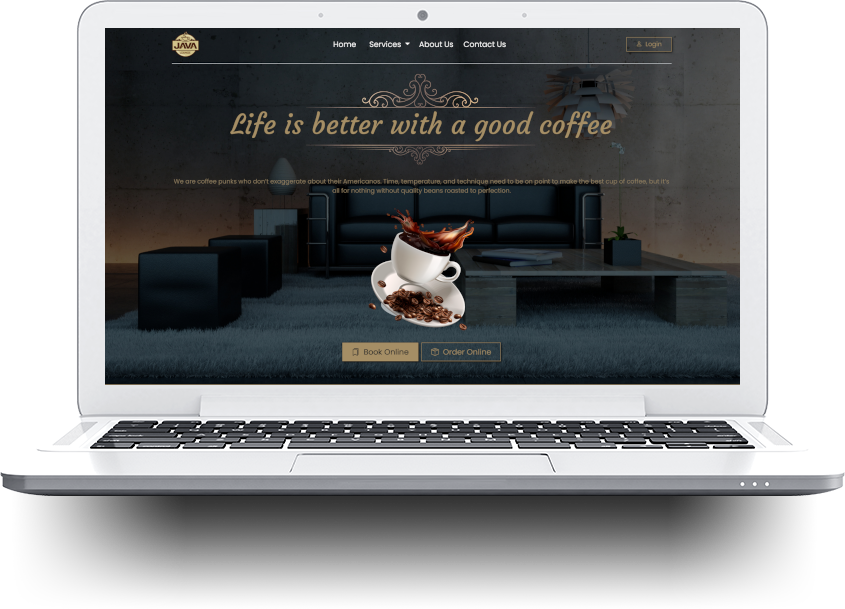 JAVA
Home Services About Us Contact Us Login
Life is better with a good coffee
We are coffee punks who don't exaggerate about their Americanos. Time, temperature, and technique need to be on point to make the best cup of coffee, but it's
all for nothing without quality beans roasted to perfection.
Book Online Order Online